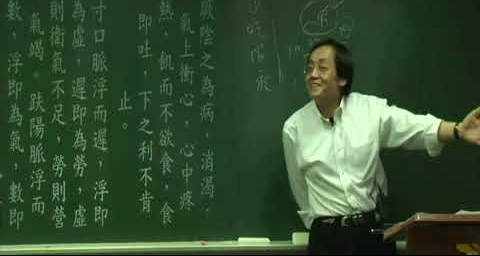 厥陰之為病，消渴，
氣上衝心，心中疼
熱，飢而不欲食，食
即吐，下之利不肯
止。
寸口脈浮而遲，浮即
為虛，遲即為勞，虛
則衛氣不足，勞則營
氣竭。趺陽脈浮而
數，浮即為氣，數即